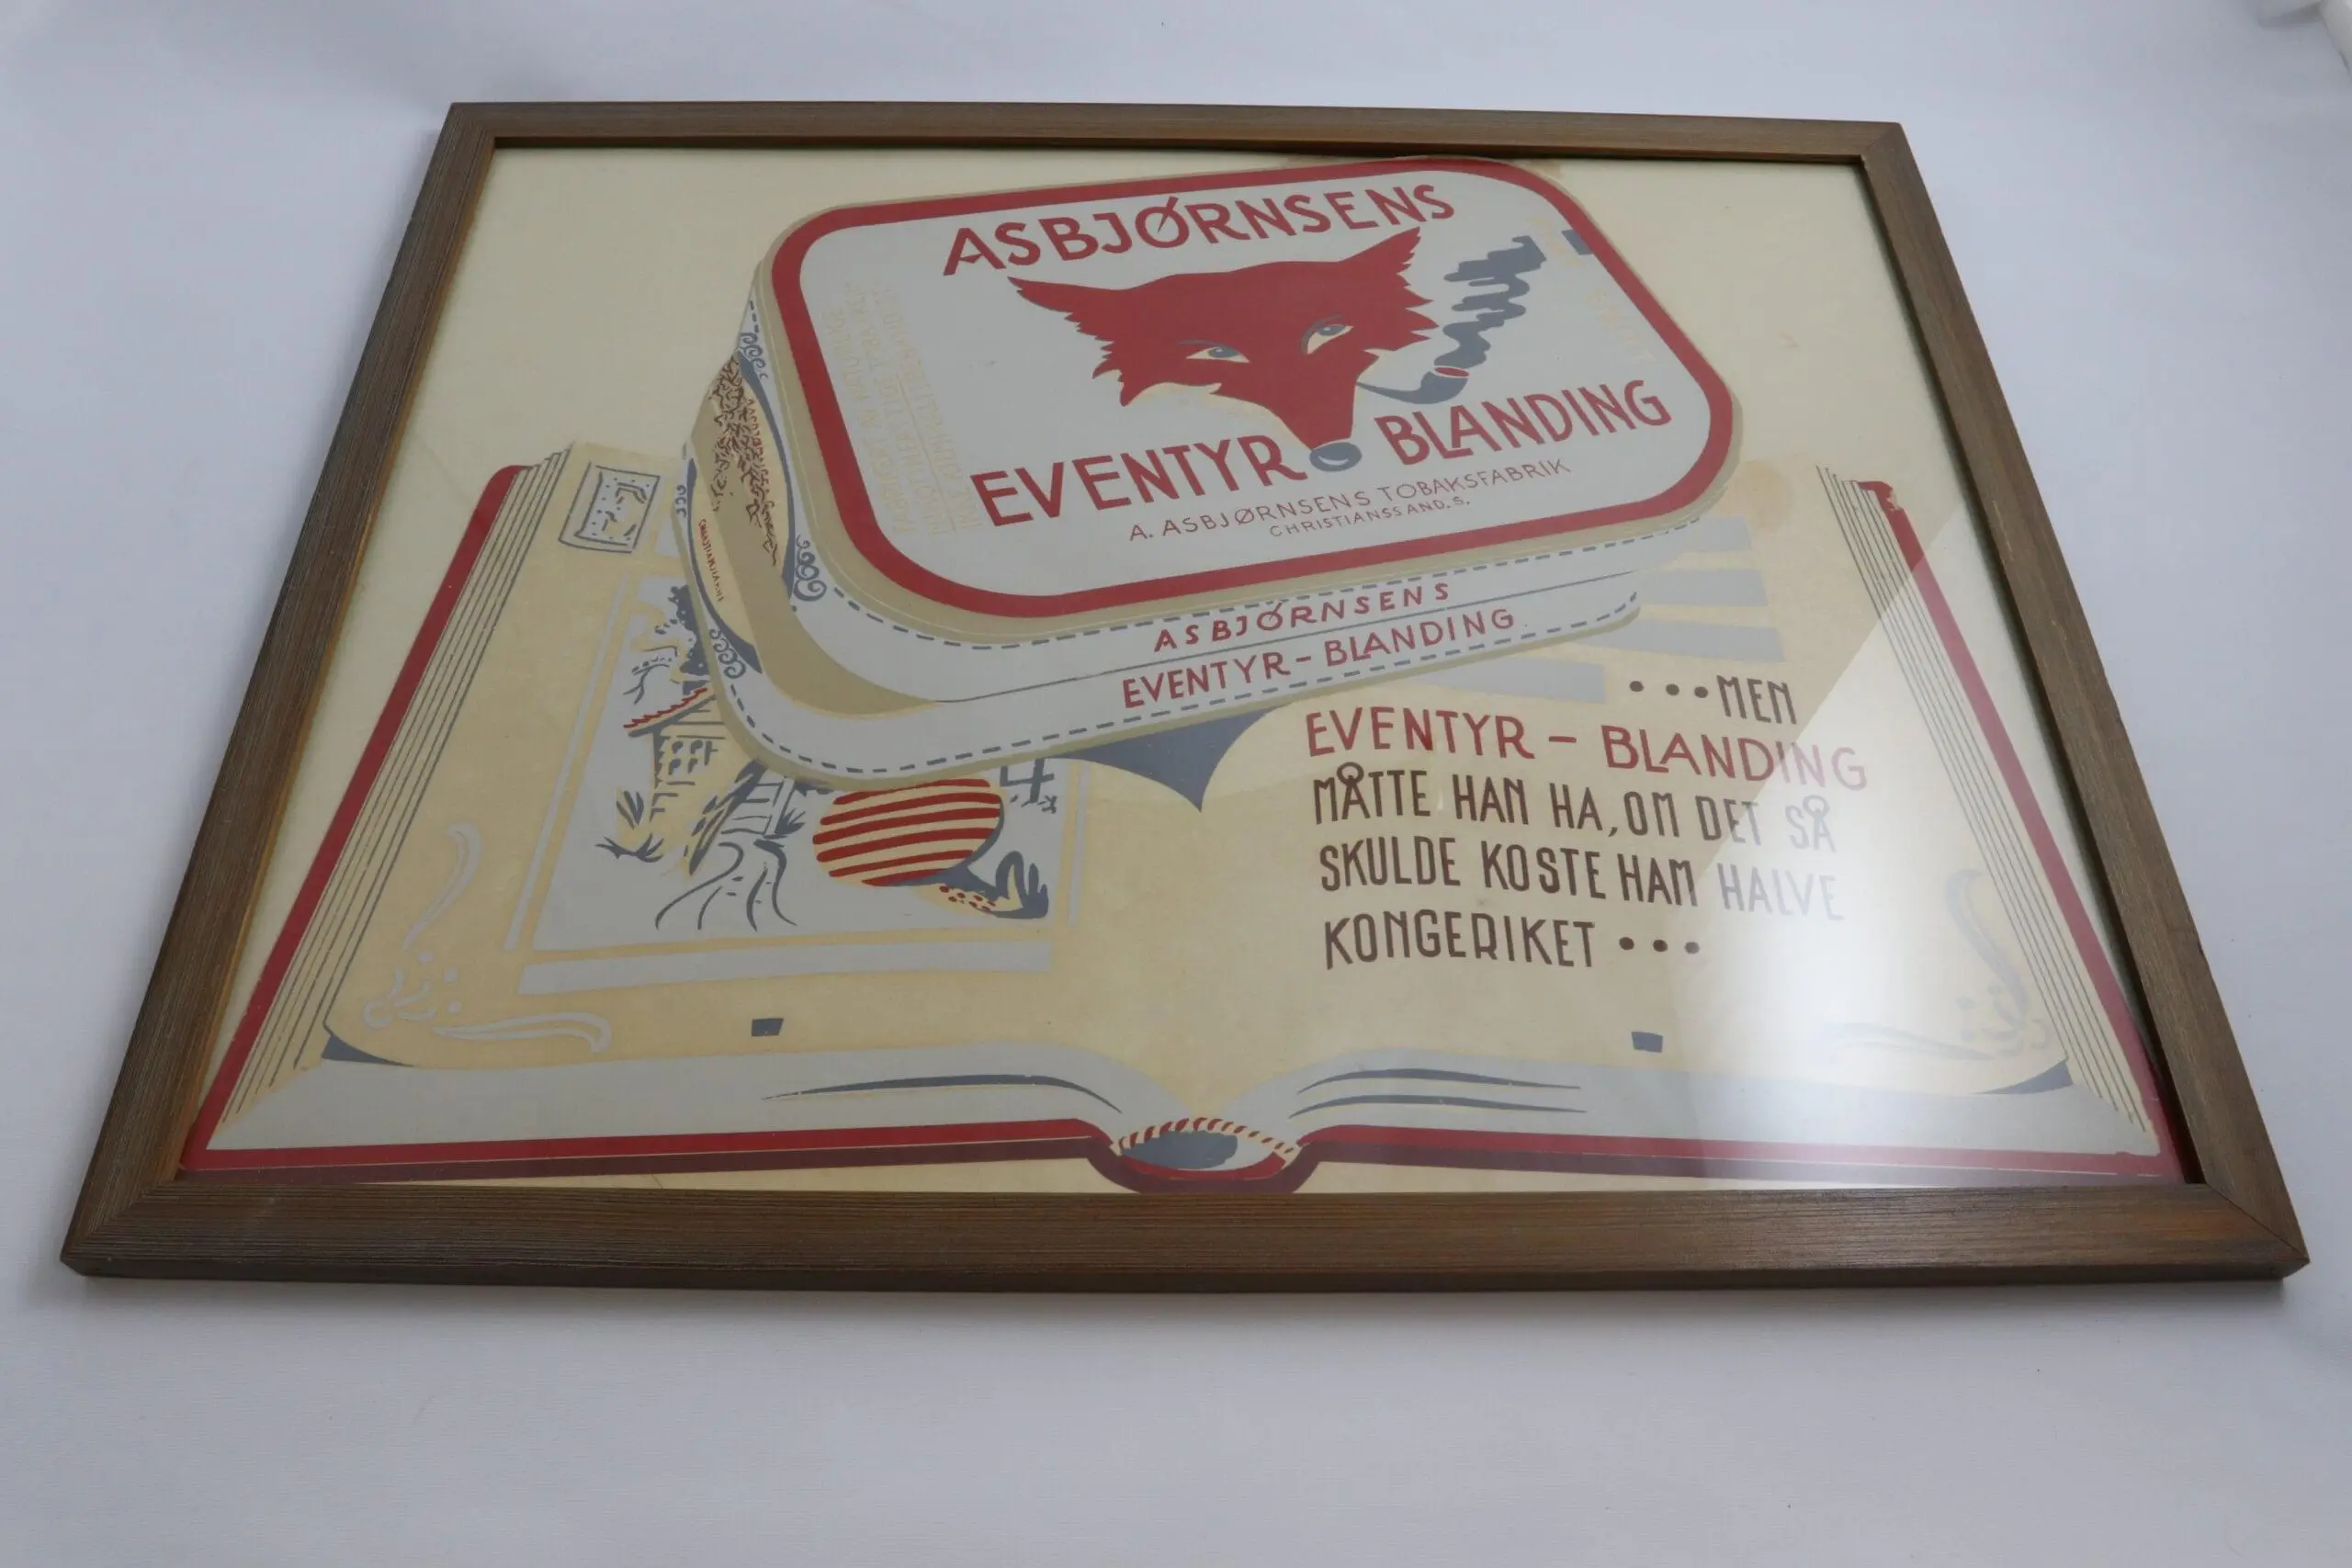 ASBJØRNSENS
EVENTYR BLANDING
A. ASBJØRNSENS TOBAKSFABRIK
CHRISTIANSSAND. S.
ASBJØRNSENS
EVENTYR-BLANDING
...MEN
EVENTYR - BLANDING
MÅTTE HAN HA, OM DET SÅ
SKULDE KOSTE HAM HALVE
KONGERIKET ...